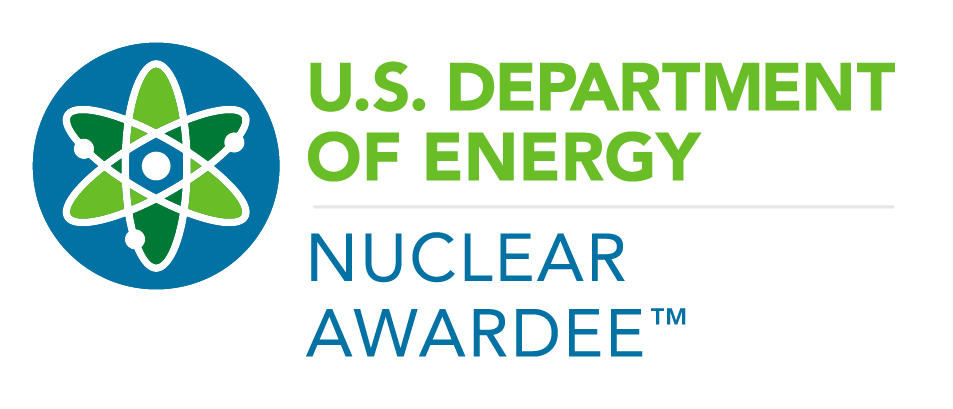 U.S. DEPARTMENT
OF ENERGY
NUCLEAR
AWARDEE™